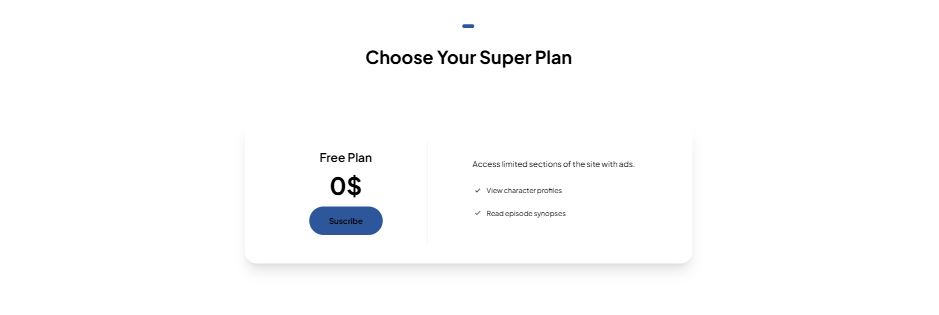 Choose Your Super Plan
Free Plan
0$
Suscribe
Access limited sections of the site with ads.
View character profiles
Read episode synopses